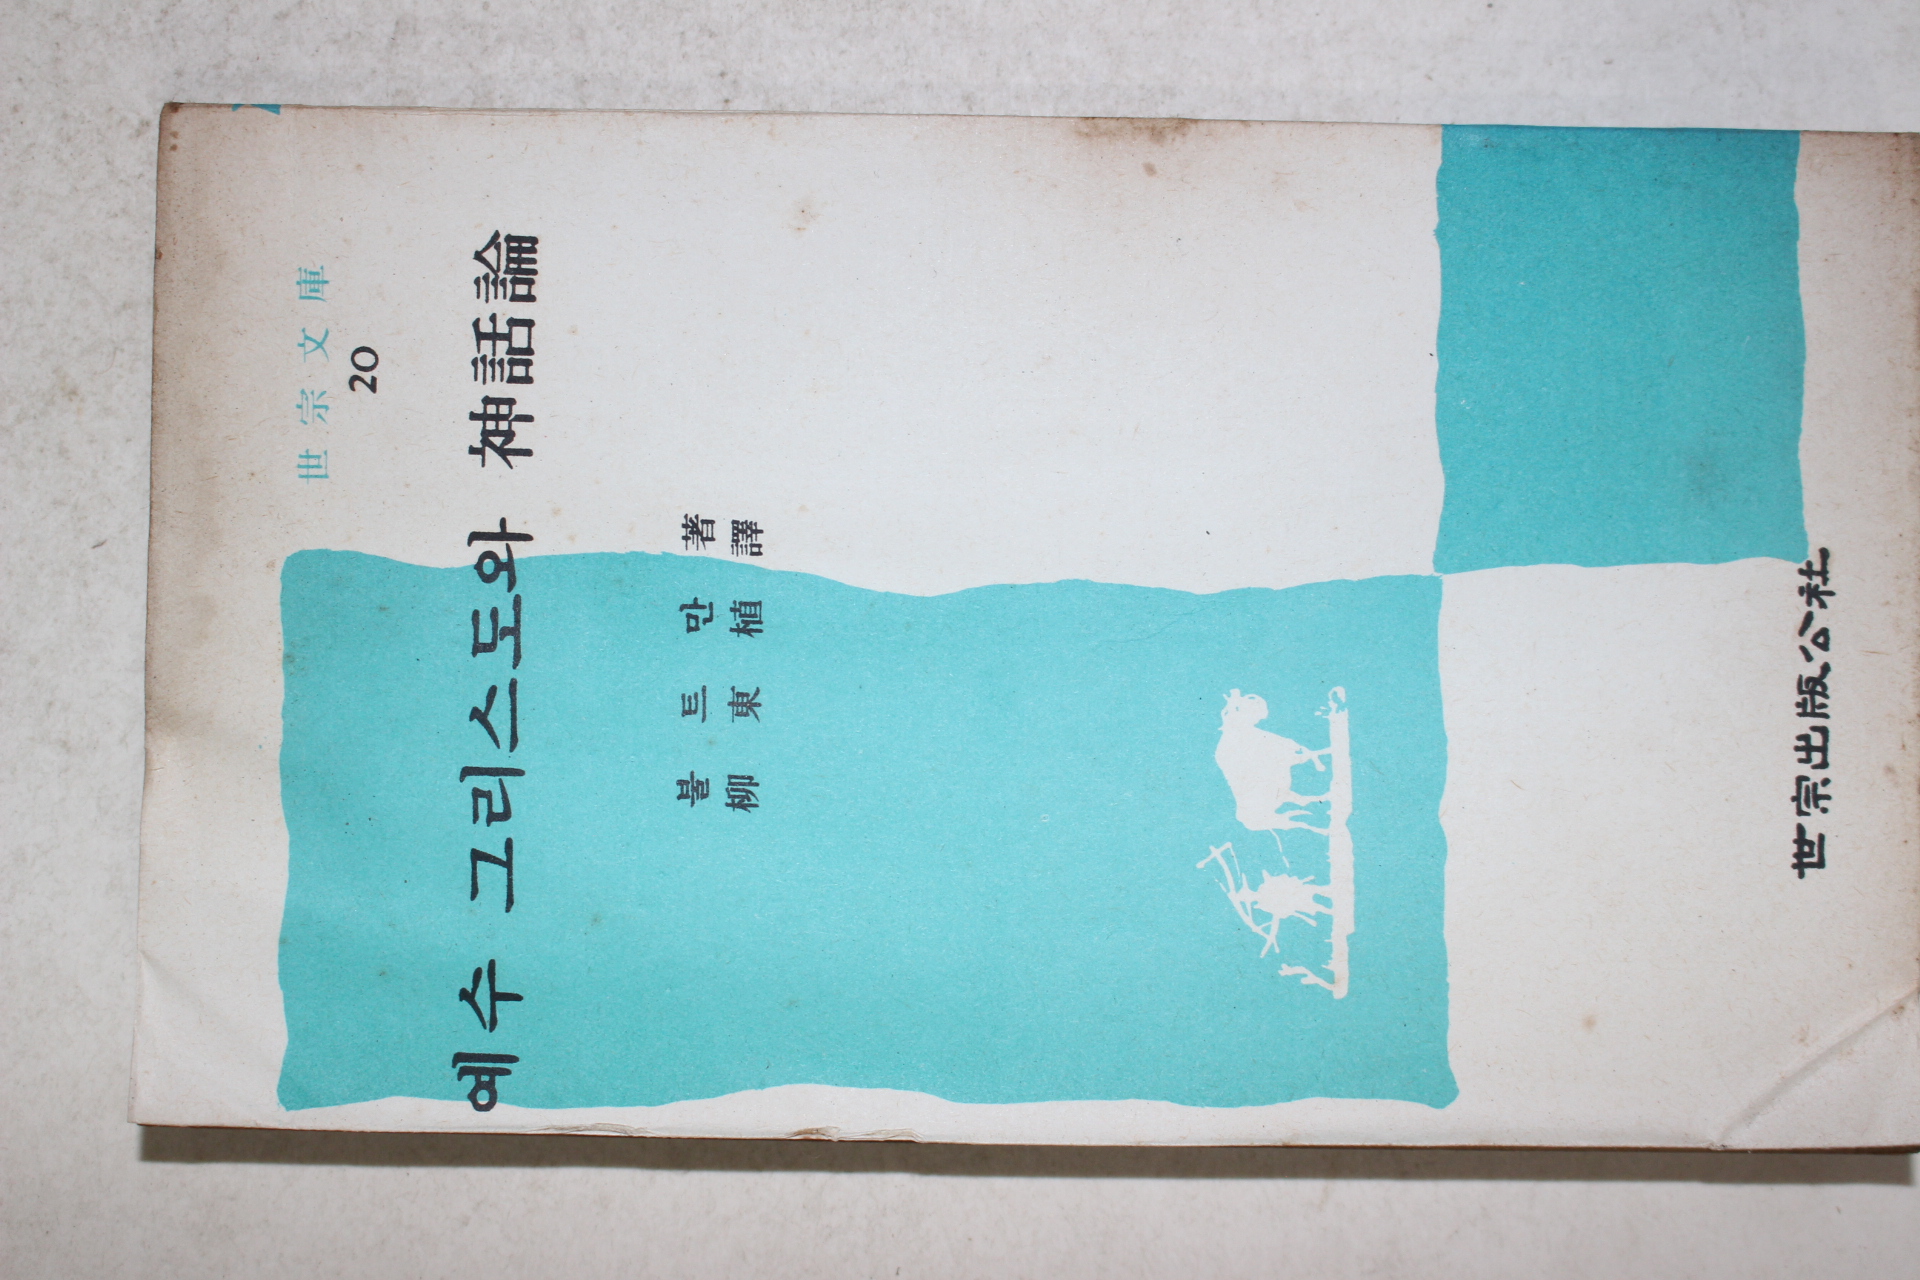 世宗文庫
20
예수 그리스도와 神話論
불트만 著
柳東植 譯
世宗出版公社